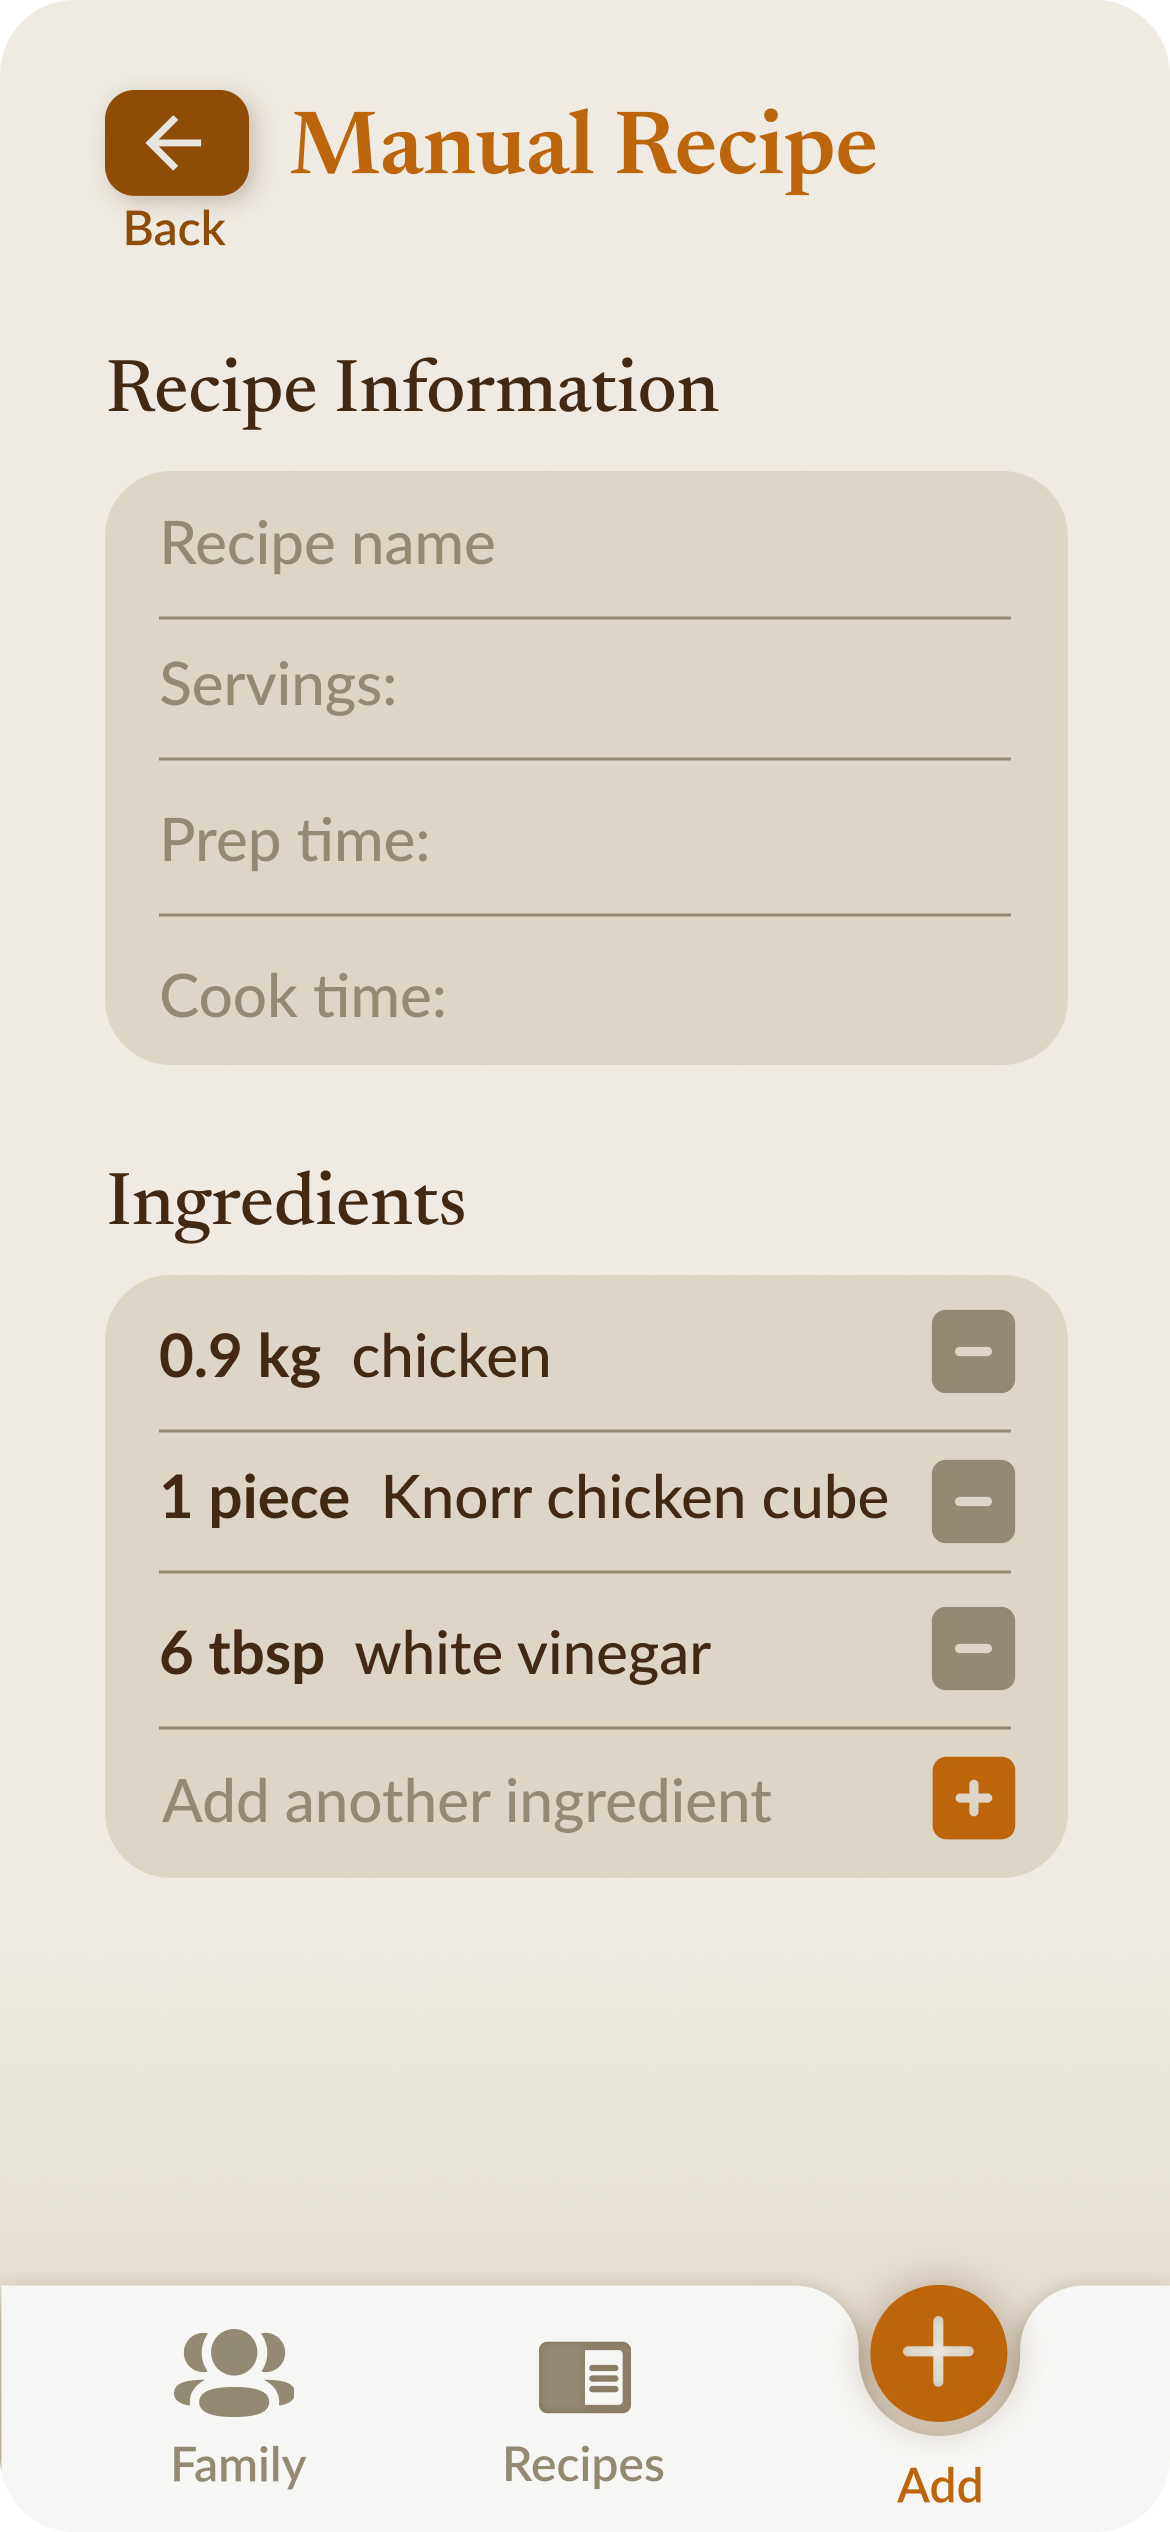 Manual Recipe
Back
Recipe Information
Recipe name
Servings:
Prep time:
Cook time:
Ingredients
0.9 kg chicken
1 piece Knorr chicken cube
6 tbsp white vinegar
Add another ingredient
Family
Recipes
Add